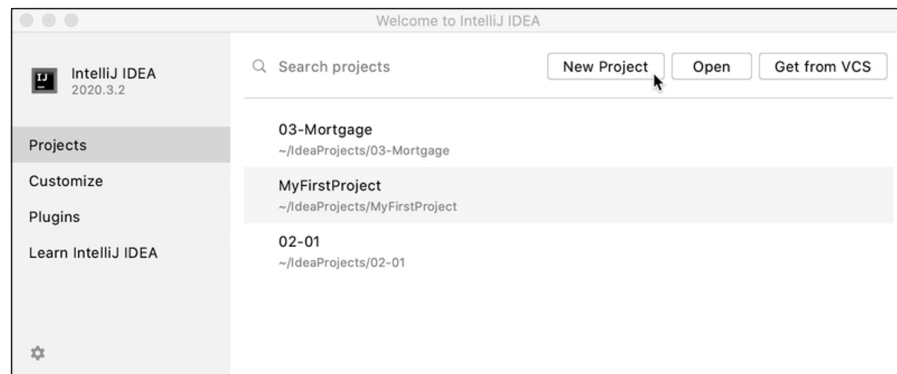 Welcome to IntelliJ IDEA
IntelliJ IDEA
2020.3.2
Search projects
New Project
Open
Get from VCS
Projects
Customize
Plugins
Learn IntelliJ IDEA
03-Mortgage
~/IdeaProjects/03-Mortgage
MyFirstProject
~/IdeaProjects/MyFirstProject
02-01
~/IdeaProjects/02-01